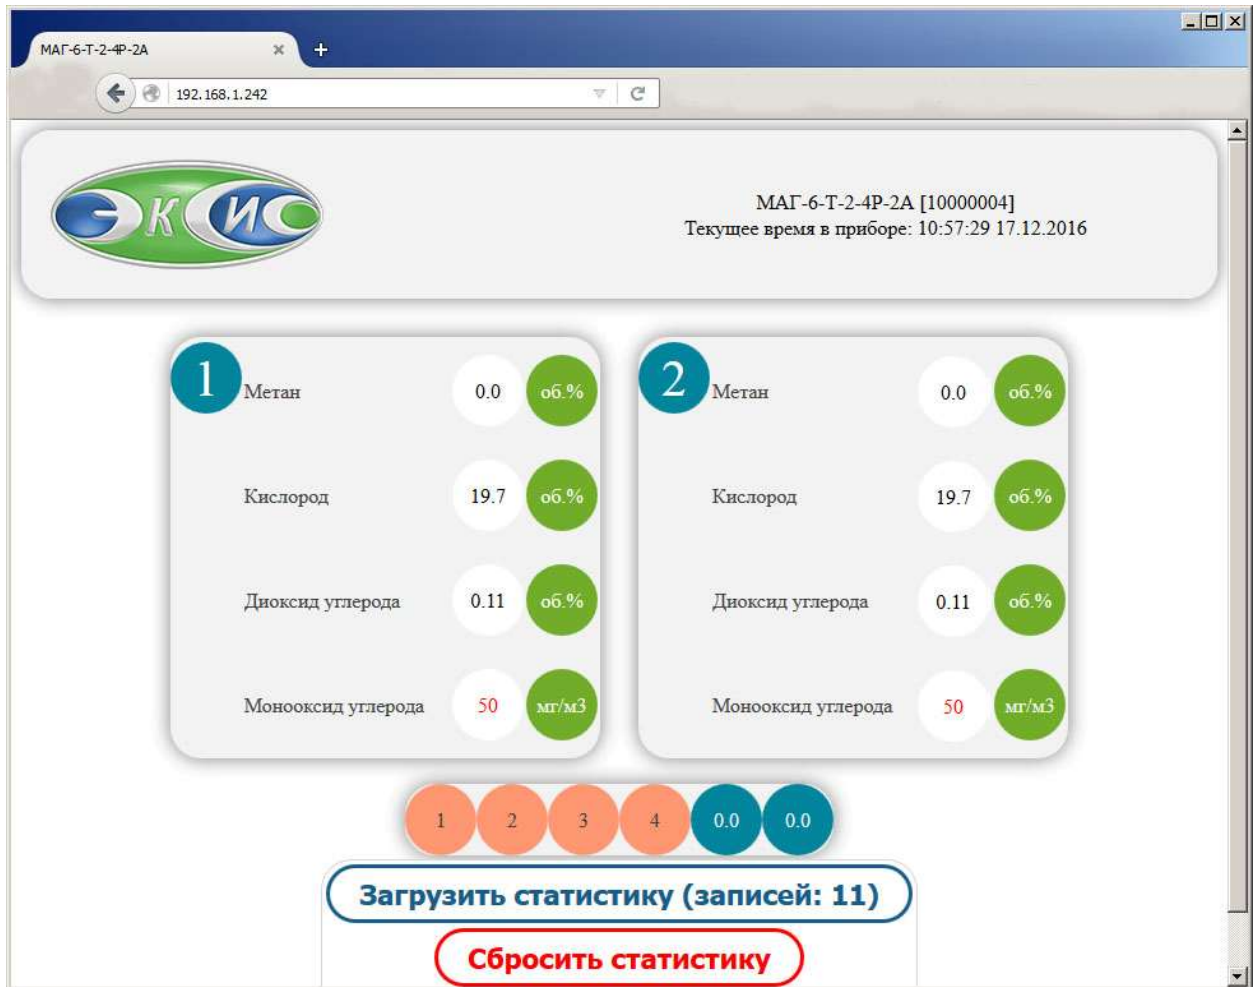 МАГ-6-Т-2-4Р-2А
192.168.1.242
ЭКСИС
МАГ-6-Т-2-4Р-2А [10000004]
Текущее время в приборе: 10:57:29 17.12.2016
1
Метан 0.0 об.%
Кислород 19.7 об.%
Диоксид углерода 0.11 об.%
Монооксид углерода 50 мг/м3
2
Метан 0.0 об.%
Кислород 19.7 об.%
Диоксид углерода 0.11 об.%
Монооксид углерода 50 мг/м3
1 2 3 4 0.0 0.0
Загрузить статистику (записей: 11)
Сбросить статистику